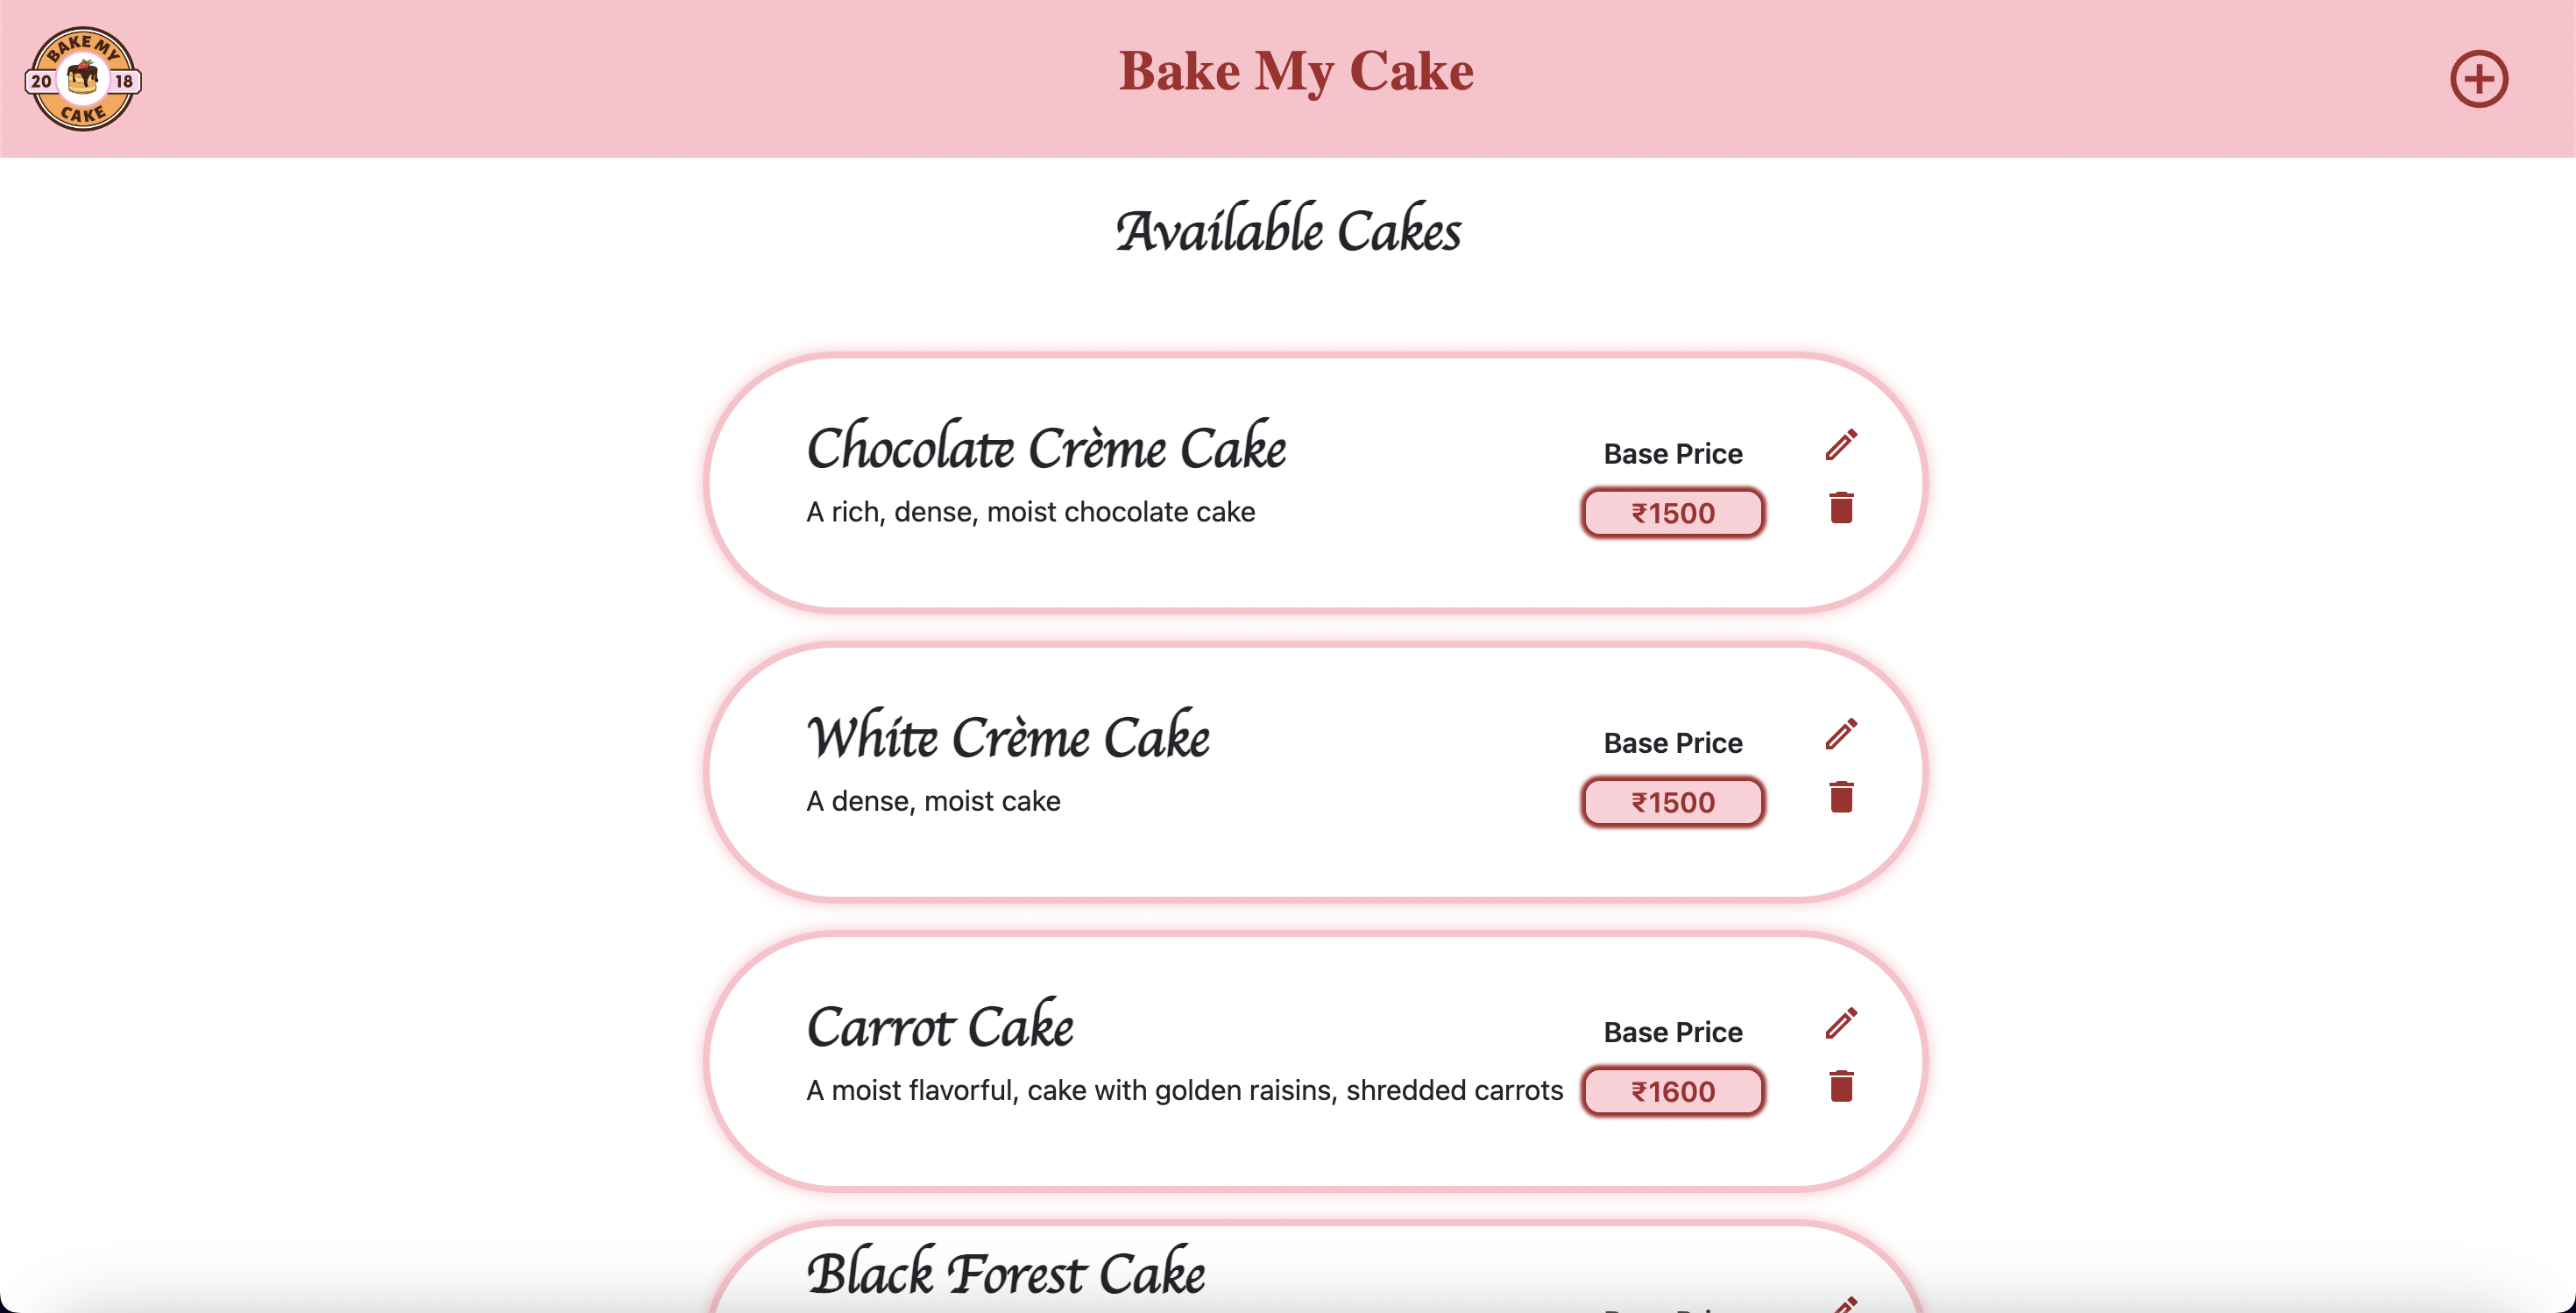 BAKE MY
20 18
CAKE
Bake My Cake
Available Cakes
Chocolate Crème Cake
A rich, dense, moist chocolate cake
Base Price
₹1500
White Crème Cake
A dense, moist cake
Base Price
₹1500
Carrot Cake
A moist flavorful, cake with golden raisins, shredded carrots
Base Price
₹1600
Black Forest Cake